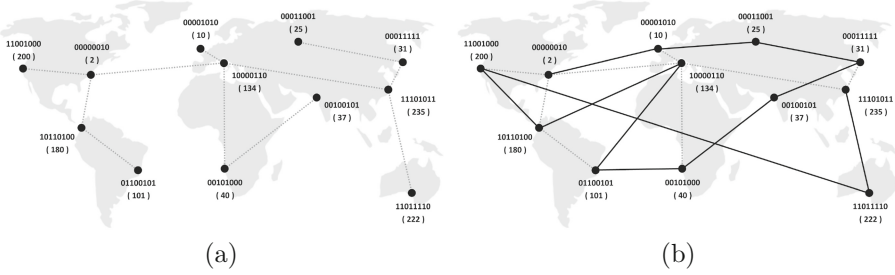 00001010
( 10 )
00011001
( 25 )
00011111
( 31 )
11001000
( 200 )
00000010
( 2 )
10000110
( 134 )
11101011
( 235 )
00100101
( 37 )
10110100
( 180 )
01100101
( 101 )
00101000
( 40 )
11011110
( 222 )
(a)
00001010
( 10 )
00011001
( 25 )
00011111
( 31 )
11001000
( 200 )
00000010
( 2 )
10000110
( 134 )
11101011
( 235 )
00100101
( 37 )
10110100
( 180 )
01100101
( 101 )
00101000
( 40 )
11011110
( 222 )
(b)